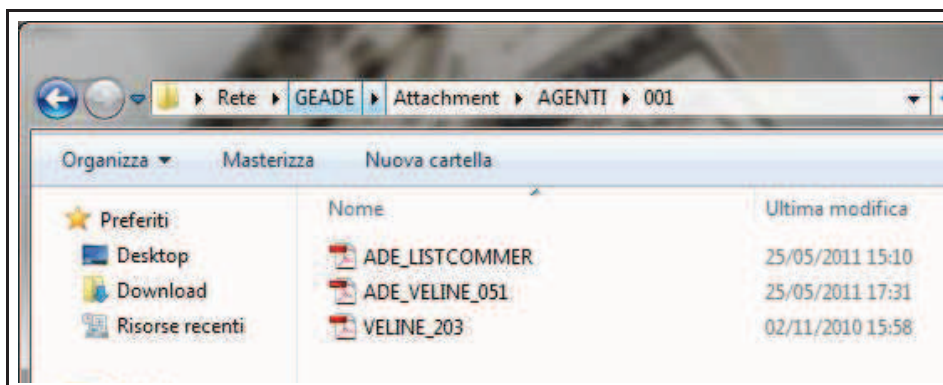 Rete GEADE Attachment AGENTI 001
Organizza Masterizza Nuova cartella
Preferiti
Desktop
Download
Risorse recenti
Nome Ultima modifica
ADE_LISTCOMMER 25/05/2011 15:10
ADE_VELINE_051 25/05/2011 17:31
VELINE_203 02/11/2010 15:58